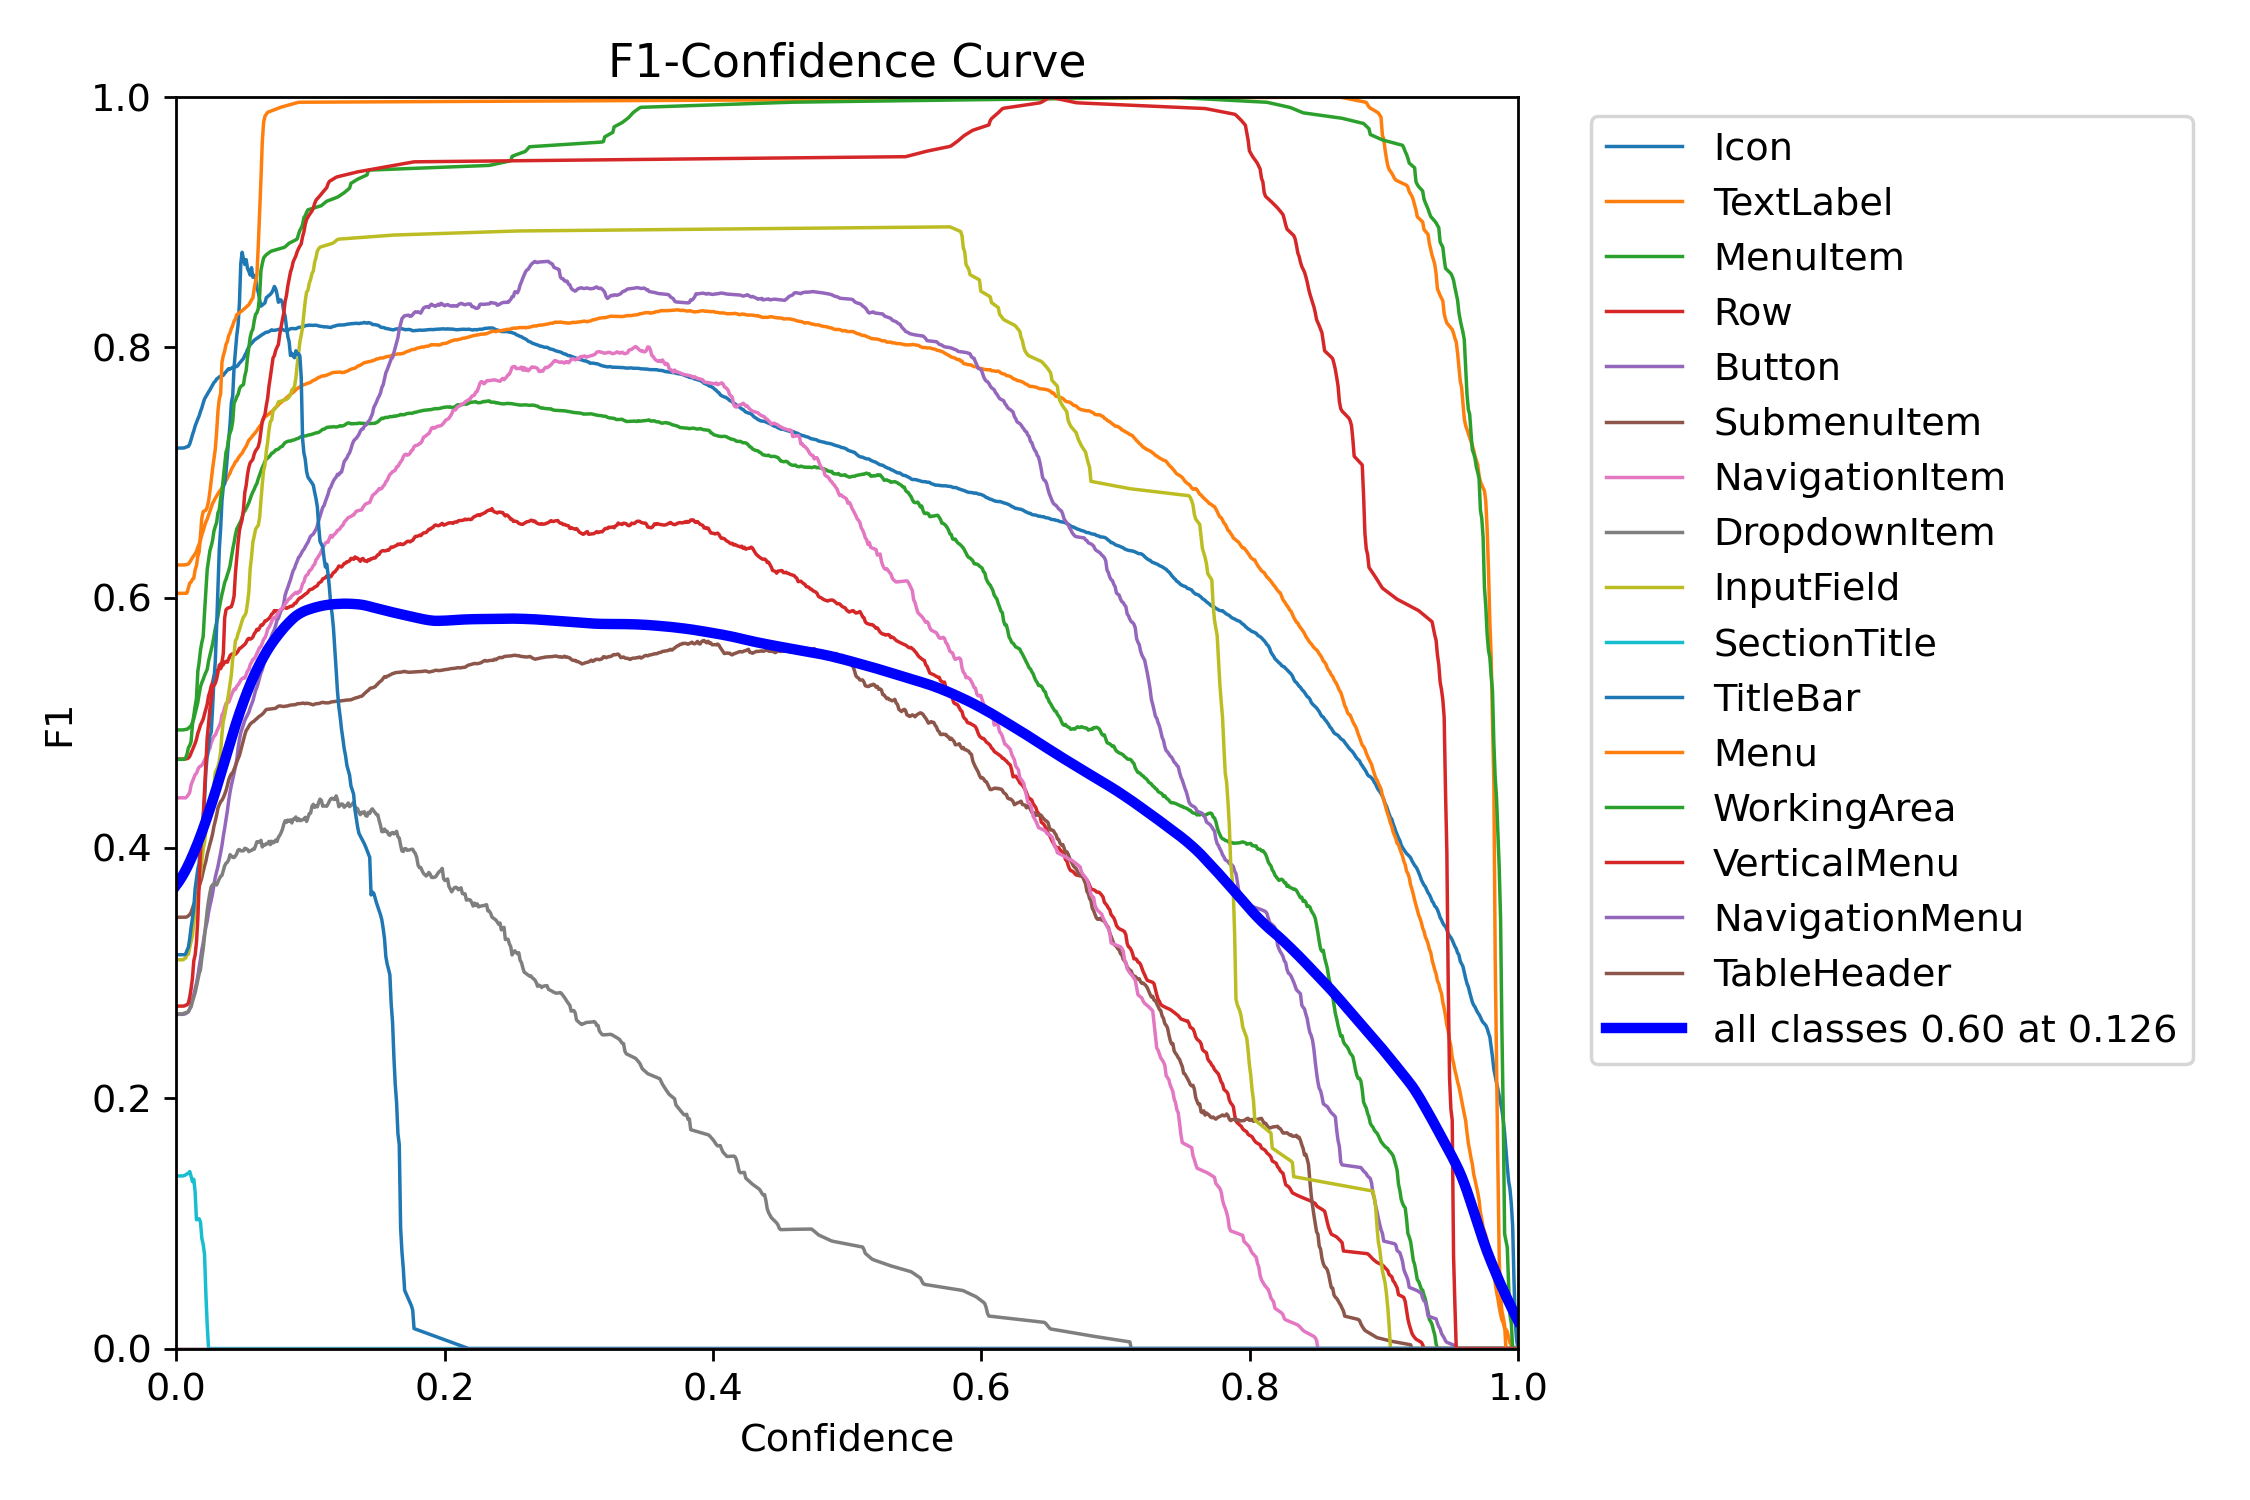 F1-Confidence Curve
1.0
0.8
0.6
0.4
0.2
0.0
F1
0.0 0.2 0.4 0.6 0.8 1.0
Confidence
Icon
TextLabel
MenuItem
Row
Button
SubmenuItem
NavigationItem
DropdownItem
InputField
SectionTitle
TitleBar
Menu
WorkingArea
VerticalMenu
NavigationMenu
TableHeader
all classes 0.60 at 0.126